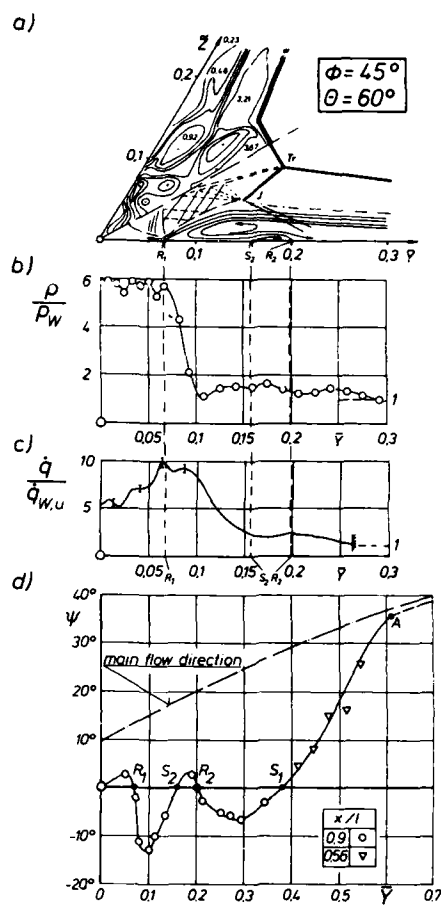 a)
z̄
0,2
0,1
0.23
0.46
2.21
0.92
3.67
Φ = 45°
Θ = 60°
Tr
R₁ 0,1 S₂ R₂ 0,2 0,3 Ȳ
b)
p/p_W
6
4
2
1
0,05 0,1 0,15 0,2 Ȳ 0,3
c)
q̇/q̇_W,u
10
5
1
0,05 0,1 0,15 0,2 Ȳ 0,3
R₁ S₂ R₂
d)
40°
ψ
A
main flow direction
20°
10°
R₁ S₂ R₂ S₁
0
-10°
x/l
0.9
0.56
-20°
0 0.1 0.2 0.3 0.4 0.5 0.6 Ȳ 0.7